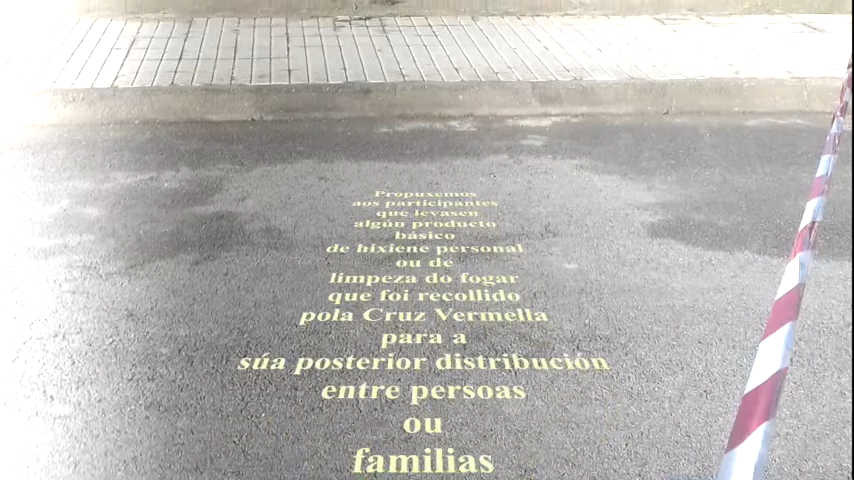 Propuxemos
aos participantes
que levasen
algún producto
básico
de hixiene personal
ou de
limpeza do fogar
que foi recollido
pola Cruz Vermella
para a
súa posterior distribución
entre persoas
ou
familias